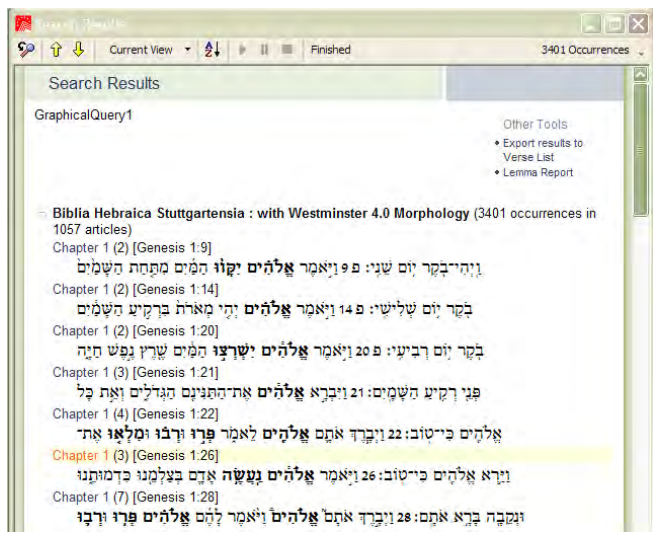 Search Results
Current View
Finished
3401 Occurrences
Search Results
GraphicalQuery1
Other Tools
Export results to
Verse List
Lemma Report
Biblia Hebraica Stuttgartensia : with Westminster 4.0 Morphology (3401 occurrences in
1057 articles)
Chapter 1 (2) [Genesis 1:9]
וַֽיְהִי־בֹ֖קֶר י֥וֹם שֵׁנִֽי׃ פ 9 וַיֹּ֣אמֶר אֱלֹהִ֗ים יִקָּו֨וּ הַמַּ֜יִם מִתַּ֤חַת הַשָּׁמַ֙יִם֙
Chapter 1 (2) [Genesis 1:14]
בֹ֖קֶר י֥וֹם שְׁלִישִֽׁי׃ פ 14 וַיֹּ֣אמֶר אֱלֹהִ֗ים יְהִ֤י מְאֹרֹת֙ בִּרְקִ֣יעַ הַשָּׁמַ֔יִם
Chapter 1 (2) [Genesis 1:20]
בֹ֖קֶר י֥וֹם רְבִיעִֽי׃ פ 20 וַיֹּ֣אמֶר אֱלֹהִ֔ים יִשְׁרְצ֣וּ הַמַּ֔יִם שֶׁ֖רֶץ נֶ֣פֶשׁ חַיָּ֑ה
Chapter 1 (3) [Genesis 1:21]
פְּנֵ֖י רְקִ֥יעַ הַשָּׁמָֽיִם׃ 21 וַיִּבְרָ֣א אֱלֹהִ֔ים אֶת־הַתַּנִּינִ֖ם הַגְּדֹלִ֑ים וְאֵ֣ת כָּל
Chapter 1 (4) [Genesis 1:22]
אֱלֹהִ֖ים כִּי־טֽוֹב׃ 22 וַיְבָ֧רֶךְ אֹתָ֛ם אֱלֹהִ֖ים לֵאמֹ֑ר פְּר֣וּ וּרְב֗וּ וּמִלְא֤וּ אֶת־
Chapter 1 (3) [Genesis 1:26]
וַיַּ֥רְא אֱלֹהִ֖ים כִּי־טֽוֹב׃ 26 וַיֹּ֣אמֶר אֱלֹהִ֔ים נַֽעֲשֶׂ֥ה אָדָ֛ם בְּצַלְמֵ֖נוּ כִּדְמוּתֵ֑נוּ
Chapter 1 (7) [Genesis 1:28]
וּנְקֵבָ֖ה בָּרָ֥א אֹתָֽם׃ 28 וַיְבָ֣רֶךְ אֹתָם֮ אֱלֹהִים֒ וַיֹּ֨אמֶר לָהֶ֜ם אֱלֹהִ֗ים פְּר֥וּ וּרְב֛וּ